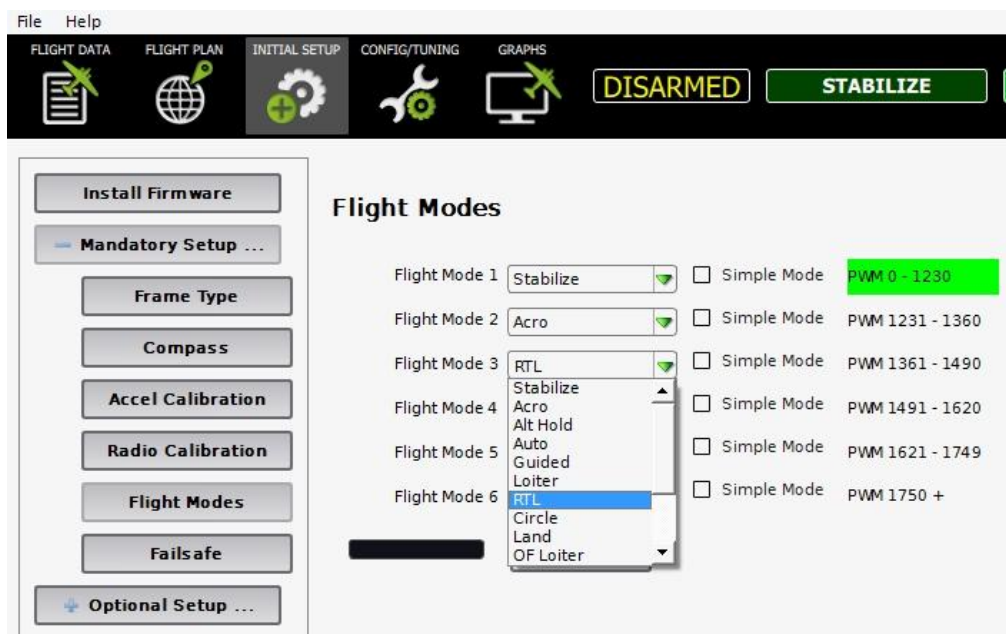 File Help
FLIGHT DATA FLIGHT PLAN INITIAL SETUP CONFIG/TUNING GRAPHS
DISARMED STABILIZE
Install Firmware
Mandatory Setup ...
Frame Type
Compass
Accel Calibration
Radio Calibration
Flight Modes
Failsafe
Optional Setup ...
Flight Modes
Flight Mode 1 Stabilize Simple Mode PWM 0 - 1230
Flight Mode 2 Acro Simple Mode PWM 1231 - 1360
Flight Mode 3 RTL Simple Mode PWM 1361 - 1490
Flight Mode 4 Simple Mode PWM 1491 - 1620
Flight Mode 5 Simple Mode PWM 1621 - 1749
Flight Mode 6 Simple Mode PWM 1750 +
Stabilize
Acro
Alt Hold
Auto
Guided
Loiter
RTL
Circle
Land
OF Loiter